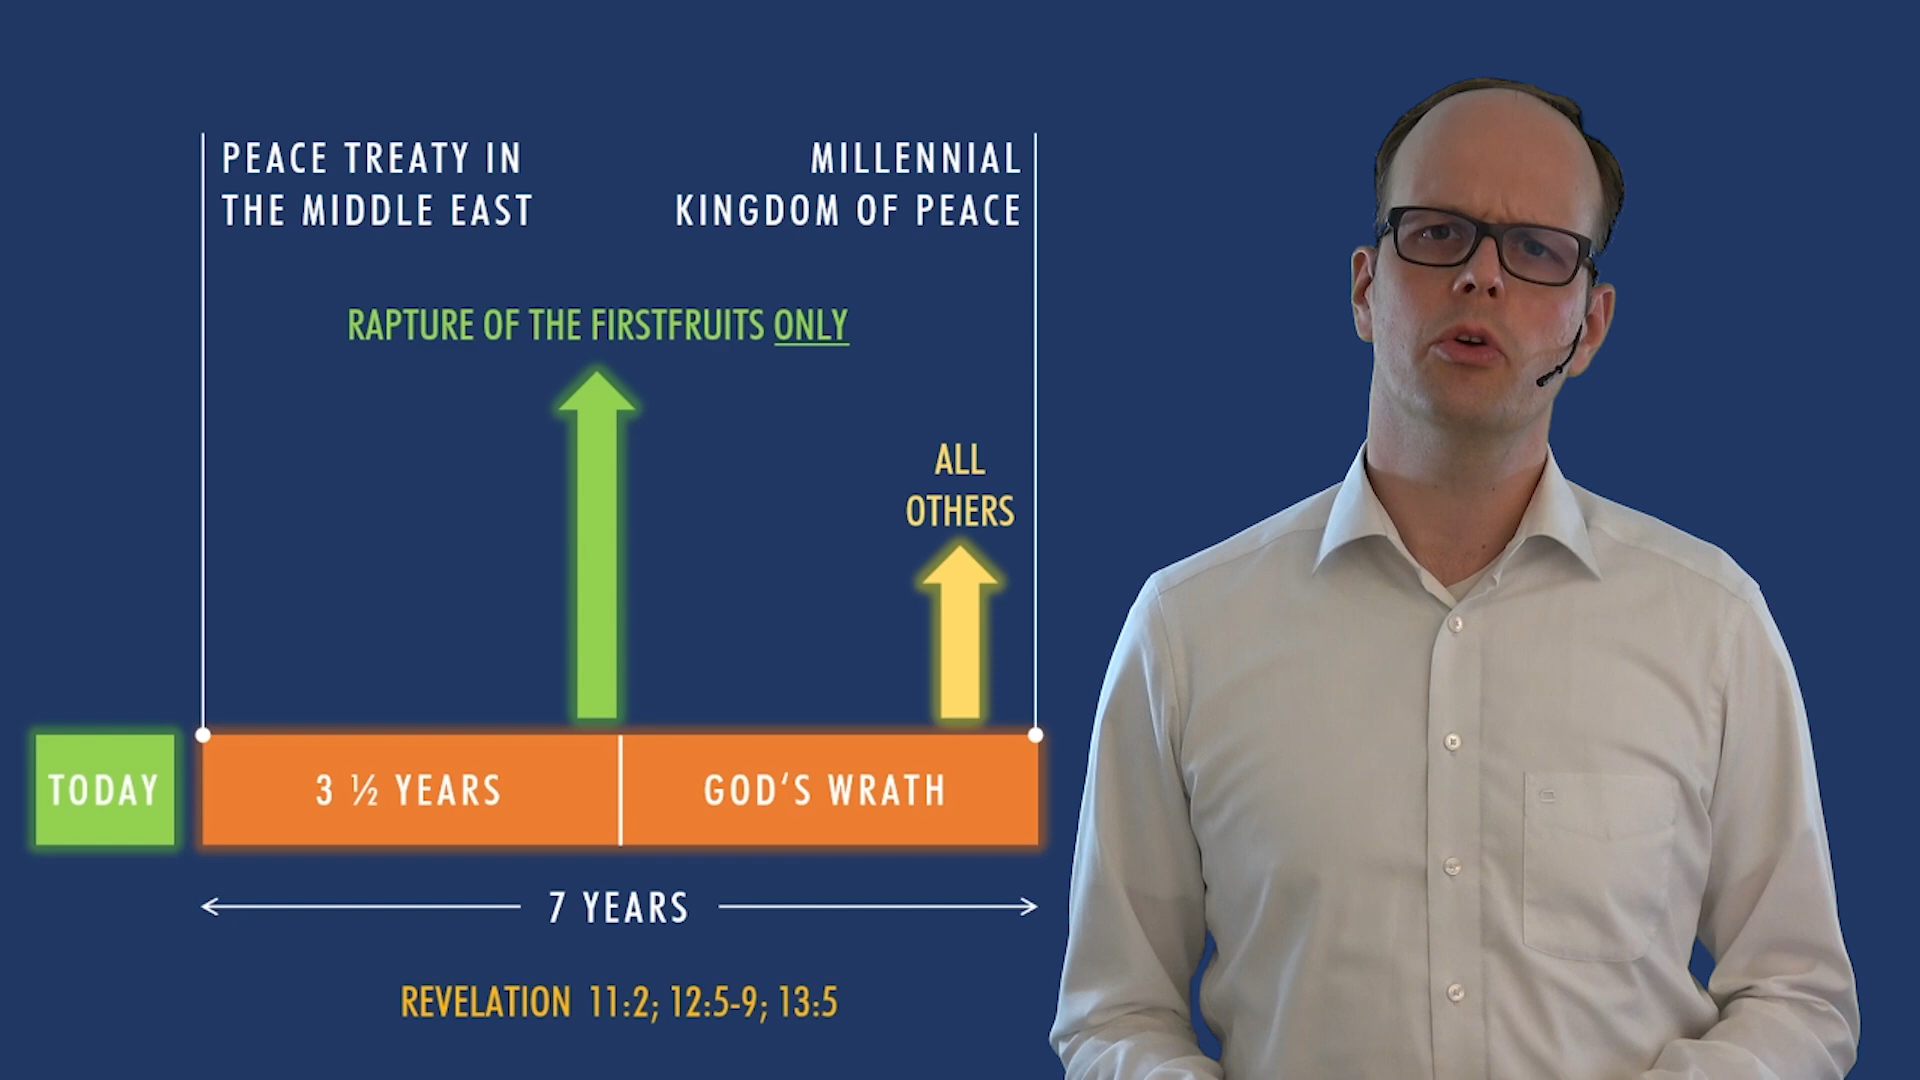 PEACE TREATY IN
THE MIDDLE EAST
MILLENNIAL
KINGDOM OF PEACE
RAPTURE OF THE FIRSTFRUITS ONLY
ALL
OTHERS
TODAY
3 ½ YEARS
GOD‘S WRATH
7 YEARS
REVELATION 11:2; 12:5-9; 13:5